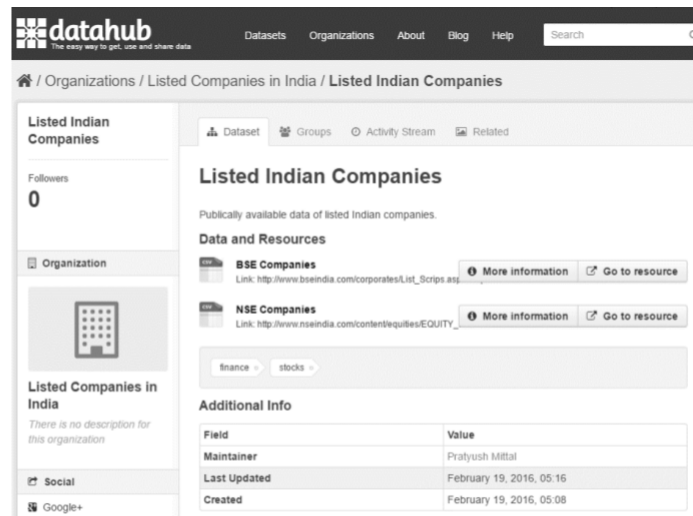 datahub
The easy way to get, use and share data
Datasets Organizations About Blog Help Search
/ Organizations / Listed Companies in India / Listed Indian Companies
Listed Indian
Companies
Followers
0
Organization
Listed Companies in
India
There is no description for
this organization
Social
Google+
Dataset Groups Activity Stream Related
Listed Indian Companies
Publically available data of listed Indian companies.
Data and Resources
CSV
BSE Companies
Link: http://www.bseindia.com/corporates/List_Scrips.asp
More information Go to resource
CSV
NSE Companies
Link: http://www.nseindia.com/content/equities/EQUITY_
More information Go to resource
finance stocks
Additional Info
Field Value
Maintainer Pratyush Mittal
Last Updated February 19, 2016, 05:16
Created February 19, 2016, 05:08